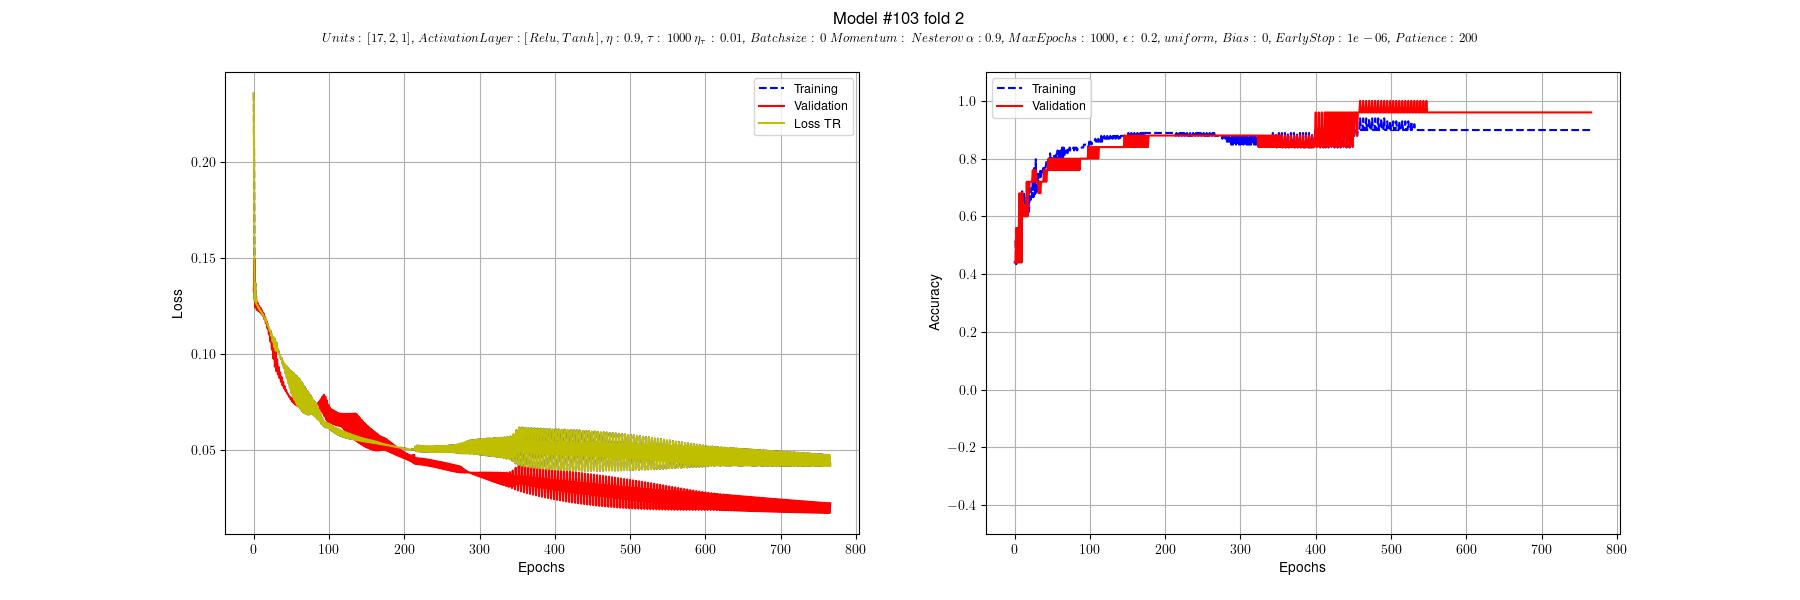 Model #103 fold 2
Units : [17, 2, 1], ActivationLayer : [Relu, Tanh], η : 0.9, τ : 1000 η_τ : 0.01, Batchsize : 0 Momentum : Nesterov α : 0.9, MaxEpochs : 1000, ϵ : 0.2, uniform, Bias : 0, EarlyStop : 1e − 06, Patience : 200
Training
Validation
Loss TR
0.20
0.15
0.10
0.05
Loss
0 100 200 300 400 500 600 700 800
Epochs
Training
Validation
1.0
0.8
0.6
0.4
0.2
0.0
−0.2
−0.4
Accuracy
0 100 200 300 400 500 600 700 800
Epochs